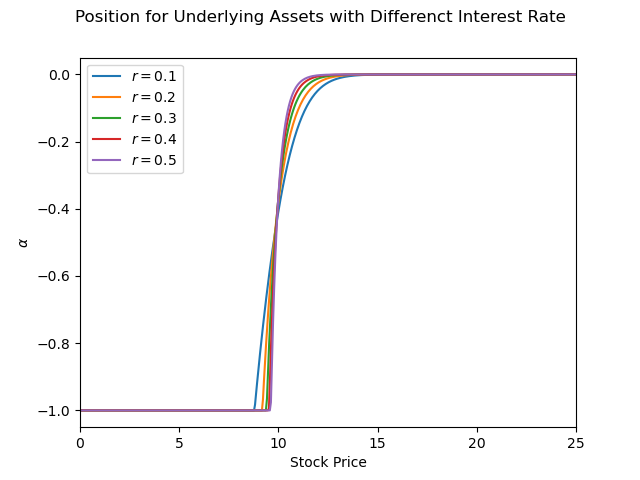 Position for Underlying Assets with Differenct Interest Rate
r = 0.1
r = 0.2
r = 0.3
r = 0.4
r = 0.5
0.0
−0.2
−0.4
−0.6
−0.8
−1.0
α
0 5 10 15 20 25
Stock Price